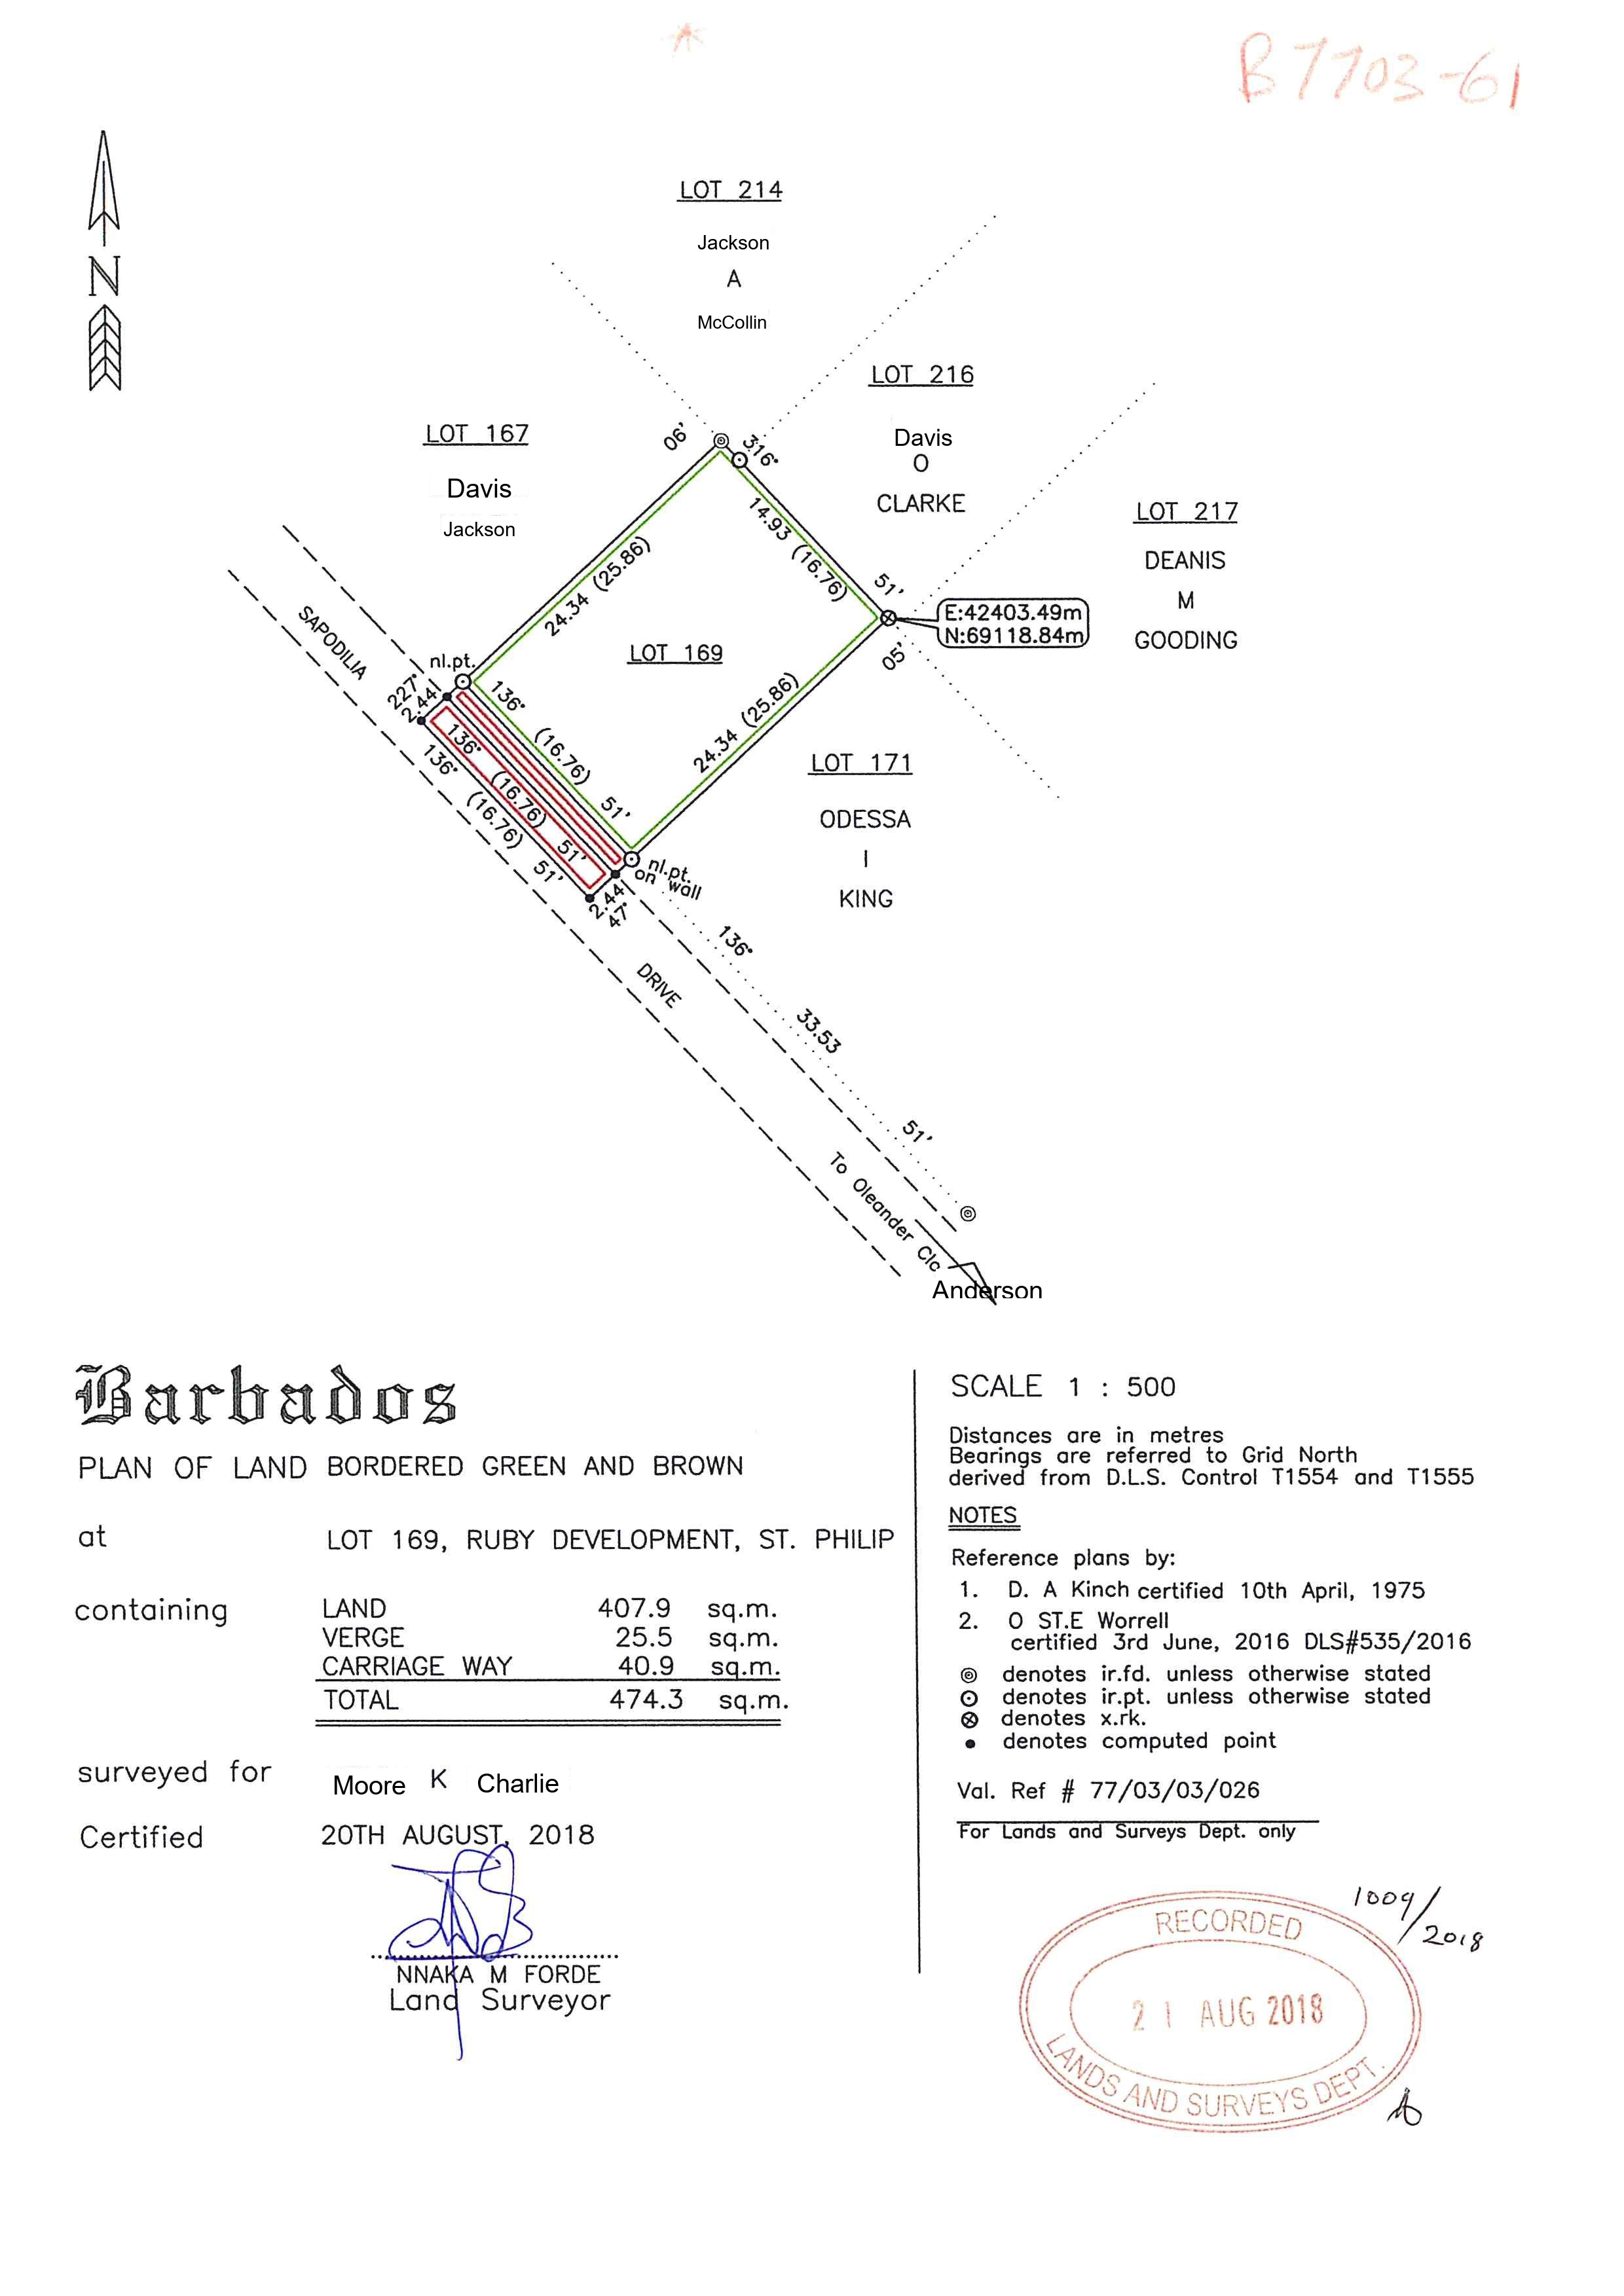 B7703-61
N
LOT 214
Jackson
A
McCollin
LOT 216
Davis
O
CLARKE
LOT 217
DEANIS
M
GOODING
LOT 167
Davis
Jackson
06'
316°
14.93 (16.76)
51'
E:42403.49m
N:69118.84m
05'
24.34 (25.86)
LOT 169
24.34 (25.86)
SAPODILIA
nl.pt.
227°
2.44
136°
(16.76)
51'
136°
(16.76)
51'
136°
(16.76)
51'
nl.pt.
on wall
2.44
47°
LOT 171
ODESSA
I
KING
136°
33.53
51'
DRIVE
To Oleander Clo
Anderson
Barbados
PLAN OF LAND BORDERED GREEN AND BROWN
at LOT 169, RUBY DEVELOPMENT, ST. PHILIP
containing LAND 407.9 sq.m.
VERGE 25.5 sq.m.
CARRIAGE WAY 40.9 sq.m.
TOTAL 474.3 sq.m.
surveyed for Moore K Charlie
Certified 20TH AUGUST, 2018
NNAKA M FORDE
Land Surveyor
SCALE 1 : 500
Distances are in metres
Bearings are referred to Grid North
derived from D.L.S. Control T1554 and T1555
NOTES
Reference plans by:
1. D. A Kinch certified 10th April, 1975
2. O ST.E Worrell
certified 3rd June, 2016 DLS#535/2016
denotes ir.fd. unless otherwise stated
denotes ir.pt. unless otherwise stated
denotes x.rk.
denotes computed point
Val. Ref # 77/03/03/026
For Lands and Surveys Dept. only
1009/2018
RECORDED
21 AUG 2018
LANDS AND SURVEYS DEPT.